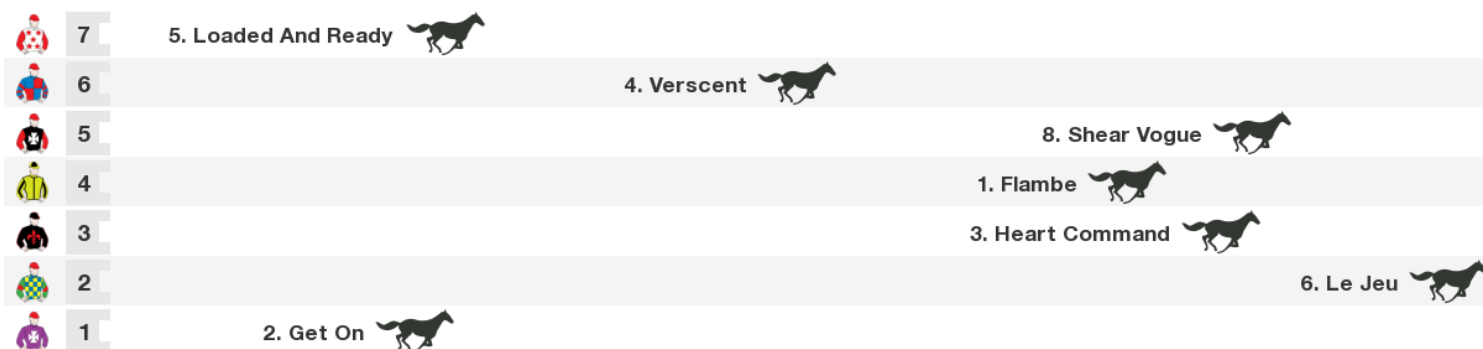 7 5. Loaded And Ready
6 4. Verscent
5 8. Shear Vogue
4 1. Flambe
3 3. Heart Command
2 6. Le Jeu
1 2. Get On